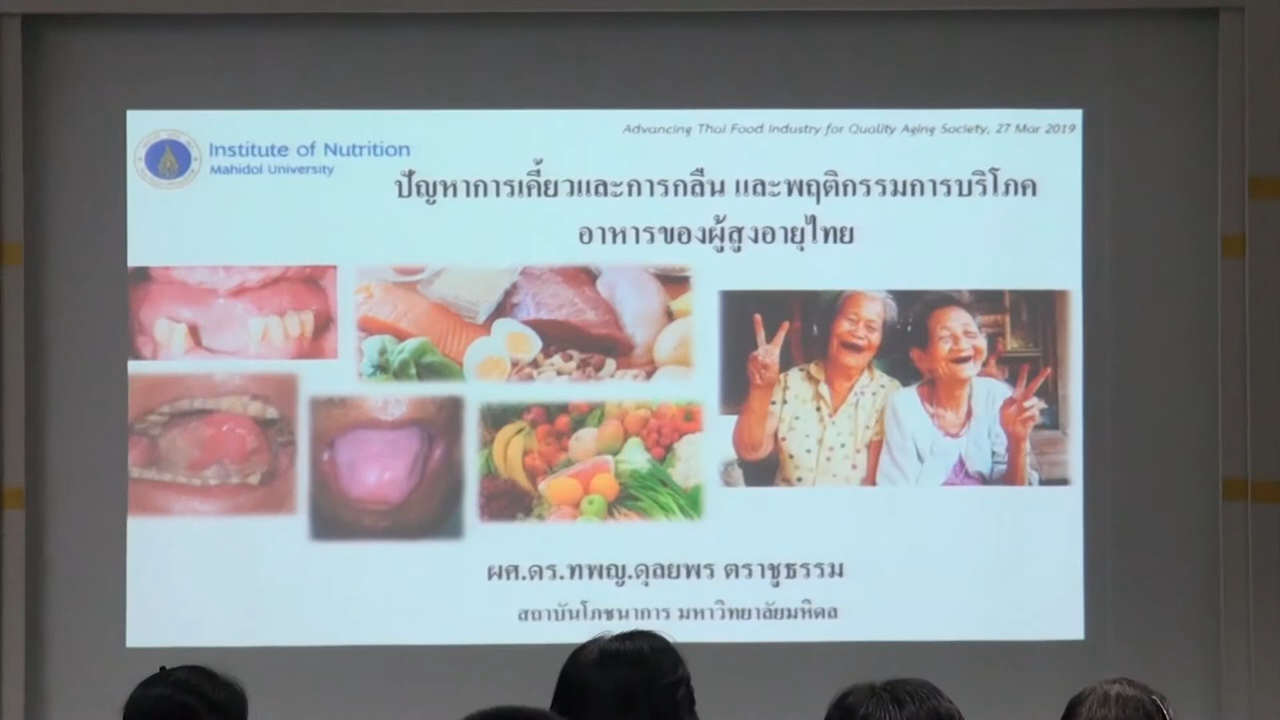 Advancing Thai Food Industry for Quality Aging Society, 27 Mar 2019
Institute of Nutrition
Mahidol University
ปัญหาการเคี้ยวและการกลืน และพฤติกรรมการบริโภค
อาหารของผู้สูงอายุไทย
ผศ.ดร.ทพญ.ดุลยพร ตราชูธรรม
สถาบันโภชนาการ มหาวิทยาลัยมหิดล